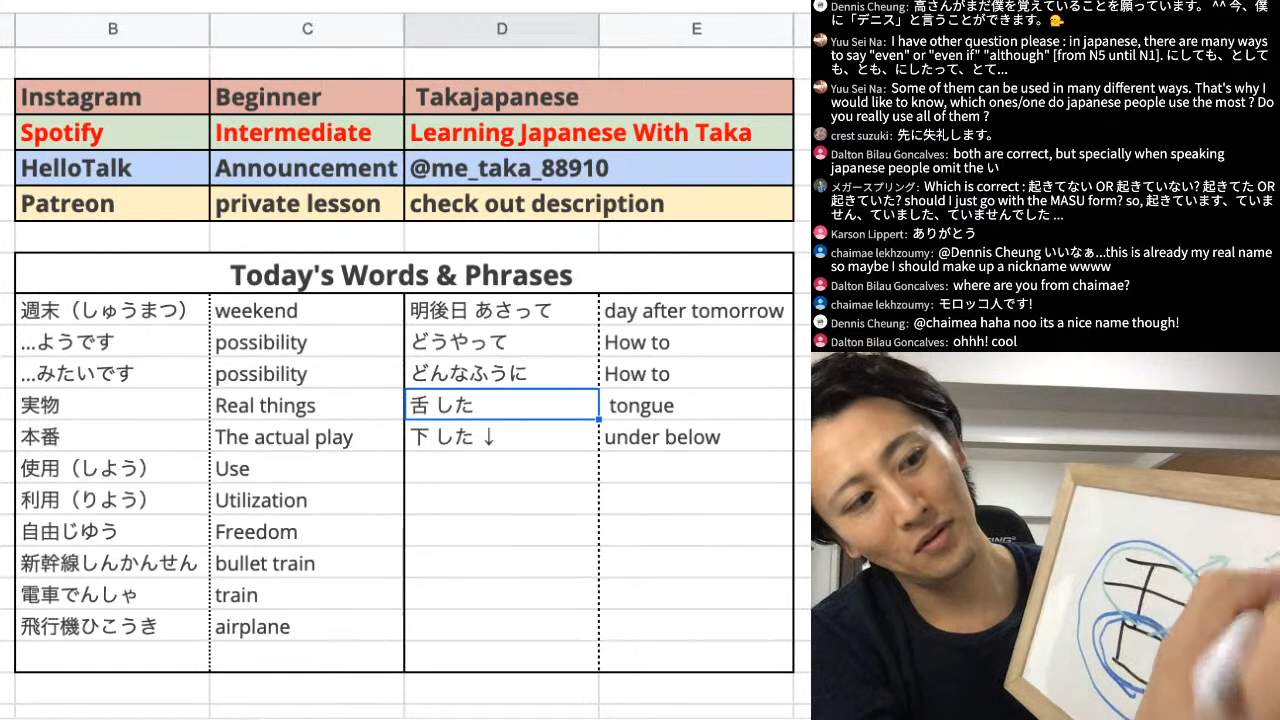 B C D E
Instagram Beginner Takajapanese
Spotify Intermediate Learning Japanese With Taka
HelloTalk Announcement @me_taka_88910
Patreon private lesson check out description
Today's Words & Phrases
週末（しゅうまつ） weekend 明後日 あさって day after tomorrow
...ようです possibility どうやって How to
...みたいです possibility どんなふうに How to
実物 Real things 舌 した tongue
本番 The actual play 下 した ↓ under below
使用（しよう） Use
利用（りよう） Utilization
自由じゆう Freedom
新幹線しんかんせん bullet train
電車でんしゃ train
飛行機ひこうき airplane
Dennis Cheung: 高さんがまだ僕を覚えていることを願っています。 ^^ 今、僕
に「デニス」と言うことができます。
Yuu Sei Na: I have other question please : in japanese, there are many ways
to say "even" or "even if" "although" [from N5 until N1]. にしても、として
も、とも、にしたって、とて...
Yuu Sei Na: Some of them can be used in many different ways. That's why I
would like to know, which ones/one do japanese people use the most ? Do
you really use all of them ?
crest suzuki: 先に失礼します。
Dalton Bilau Goncalves: both are correct, but specially when speaking
japanese people omit the い
メガースプリング: Which is correct : 起きてない OR 起きていない? 起きてた OR
起きていた? should I just go with the MASU form? so, 起きています、ていま
せん、ていました、ていませんでした ...
Karson Lippert: ありがとう
chaimae lekhzoumy: @Dennis Cheung いいなぁ...this is already my real name
so maybe I should make up a nickname wwww
Dalton Bilau Goncalves: where are you from chaimae?
chaimae lekhzoumy: モロッコ人です!
Dennis Cheung: @chaimea haha noo its a nice name though!
Dalton Bilau Goncalves: ohhh! cool